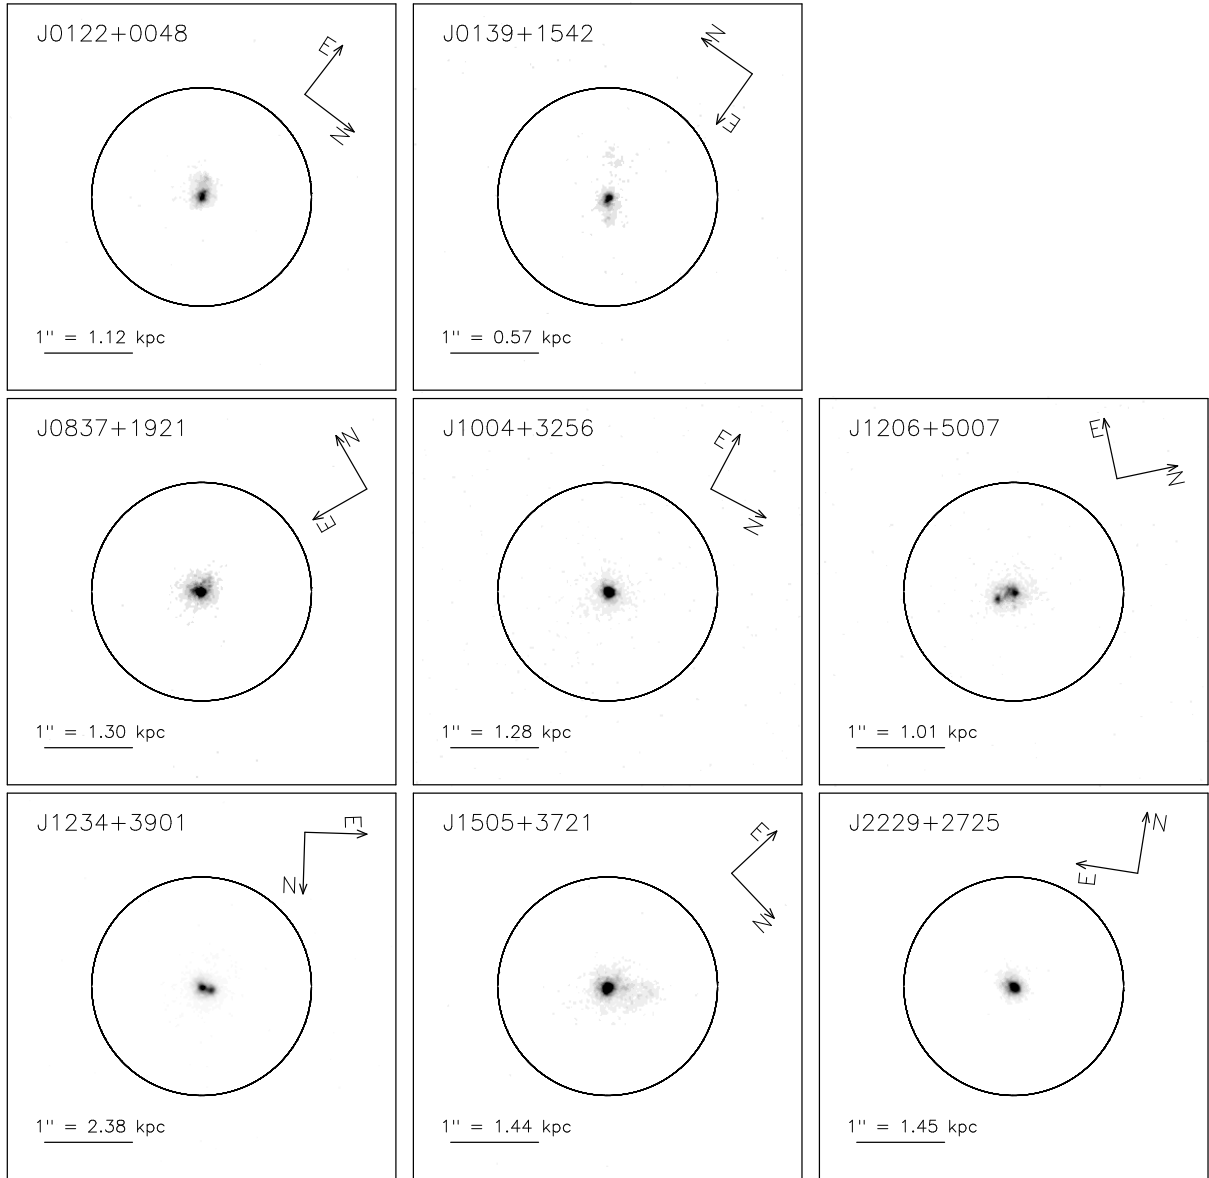 J0122+0048
E
N
1" = 1.12 kpc
J0139+1542
N
E
1" = 0.57 kpc
J0837+1921
N
E
1" = 1.30 kpc
J1004+3256
E
N
1" = 1.28 kpc
J1206+5007
E
N
1" = 1.01 kpc
J1234+3901
E
N
1" = 2.38 kpc
J1505+3721
E
N
1" = 1.44 kpc
J2229+2725
N
E
1" = 1.45 kpc